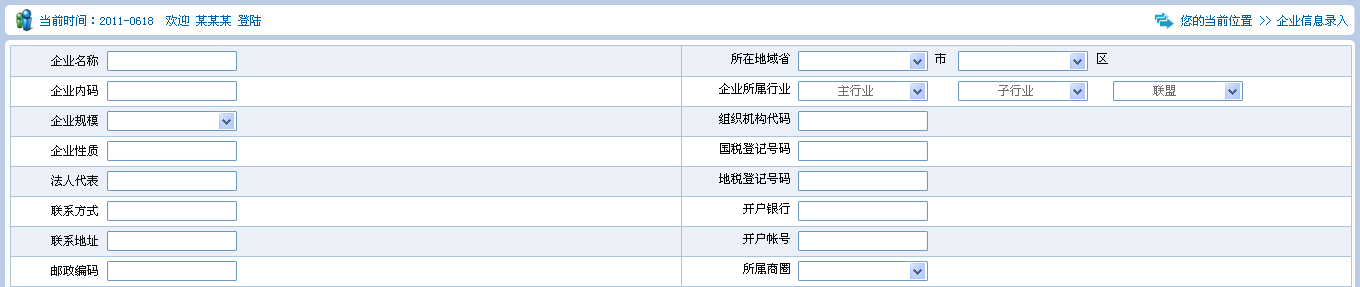 当前时间：2011-0618 欢迎 某某某 登陆 您的当前位置 >> 企业信息录入
企业名称 所在地域省 市 区
企业内码 企业所属行业 主行业 子行业 联盟
企业规模 组织机构代码
企业性质 国税登记号码
法人代表 地税登记号码
联系方式 开户银行
联系地址 开户帐号
邮政编码 所属商圈